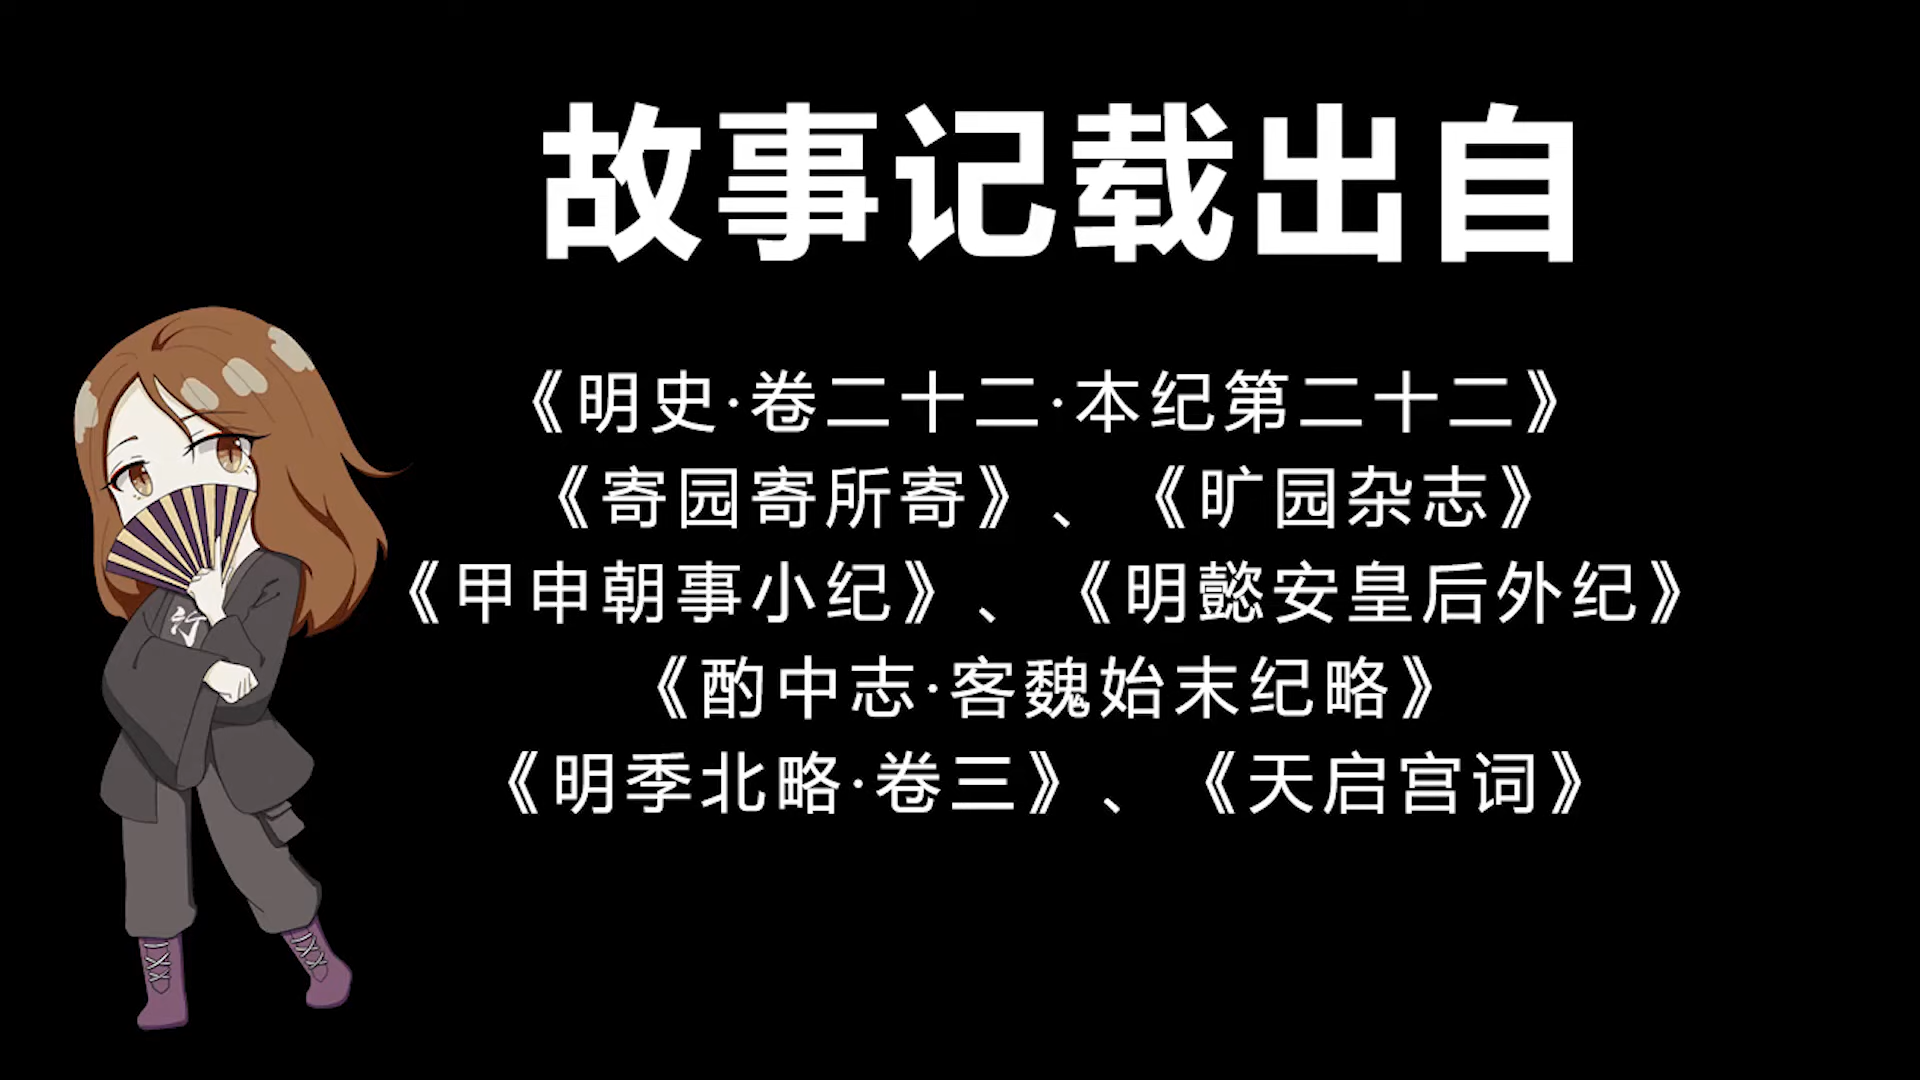 故事记载出自
《明史·卷二十二·本纪第二十二》
《寄园寄所寄》、《旷园杂志》
《甲申朝事小纪》、《明懿安皇后外纪》
《酌中志·客魏始末纪略》
《明季北略·卷三》、《天启宫词》